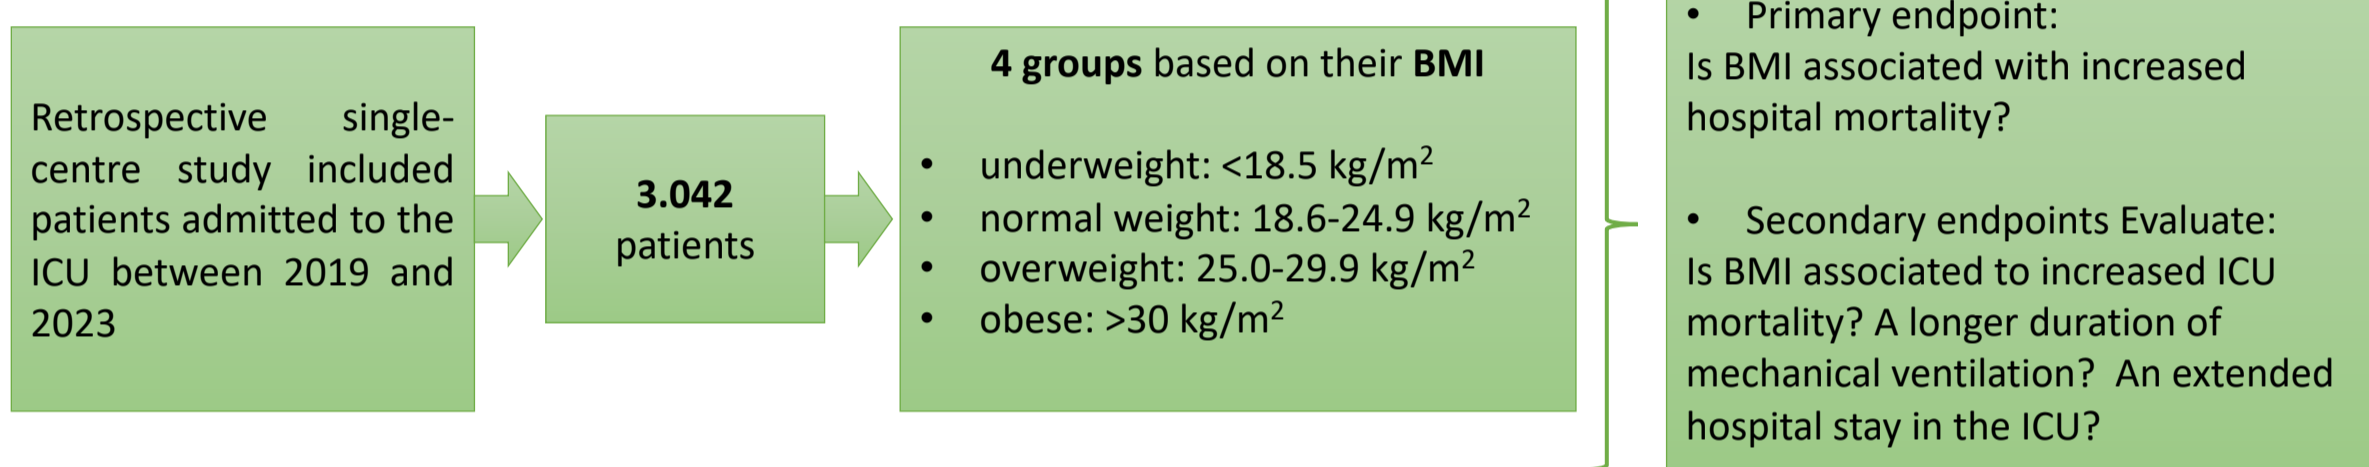 Retrospective single-
centre study included
patients admitted to the
ICU between 2019 and
2023
3.042
patients
4 groups based on their BMI
• underweight: <18.5 kg/m²
• normal weight: 18.6-24.9 kg/m²
• overweight: 25.0-29.9 kg/m²
• obese: >30 kg/m²
• Primary endpoint:
Is BMI associated with increased
hospital mortality?
• Secondary endpoints Evaluate:
Is BMI associated to increased ICU
mortality? A longer duration of
mechanical ventilation? An extended
hospital stay in the ICU?